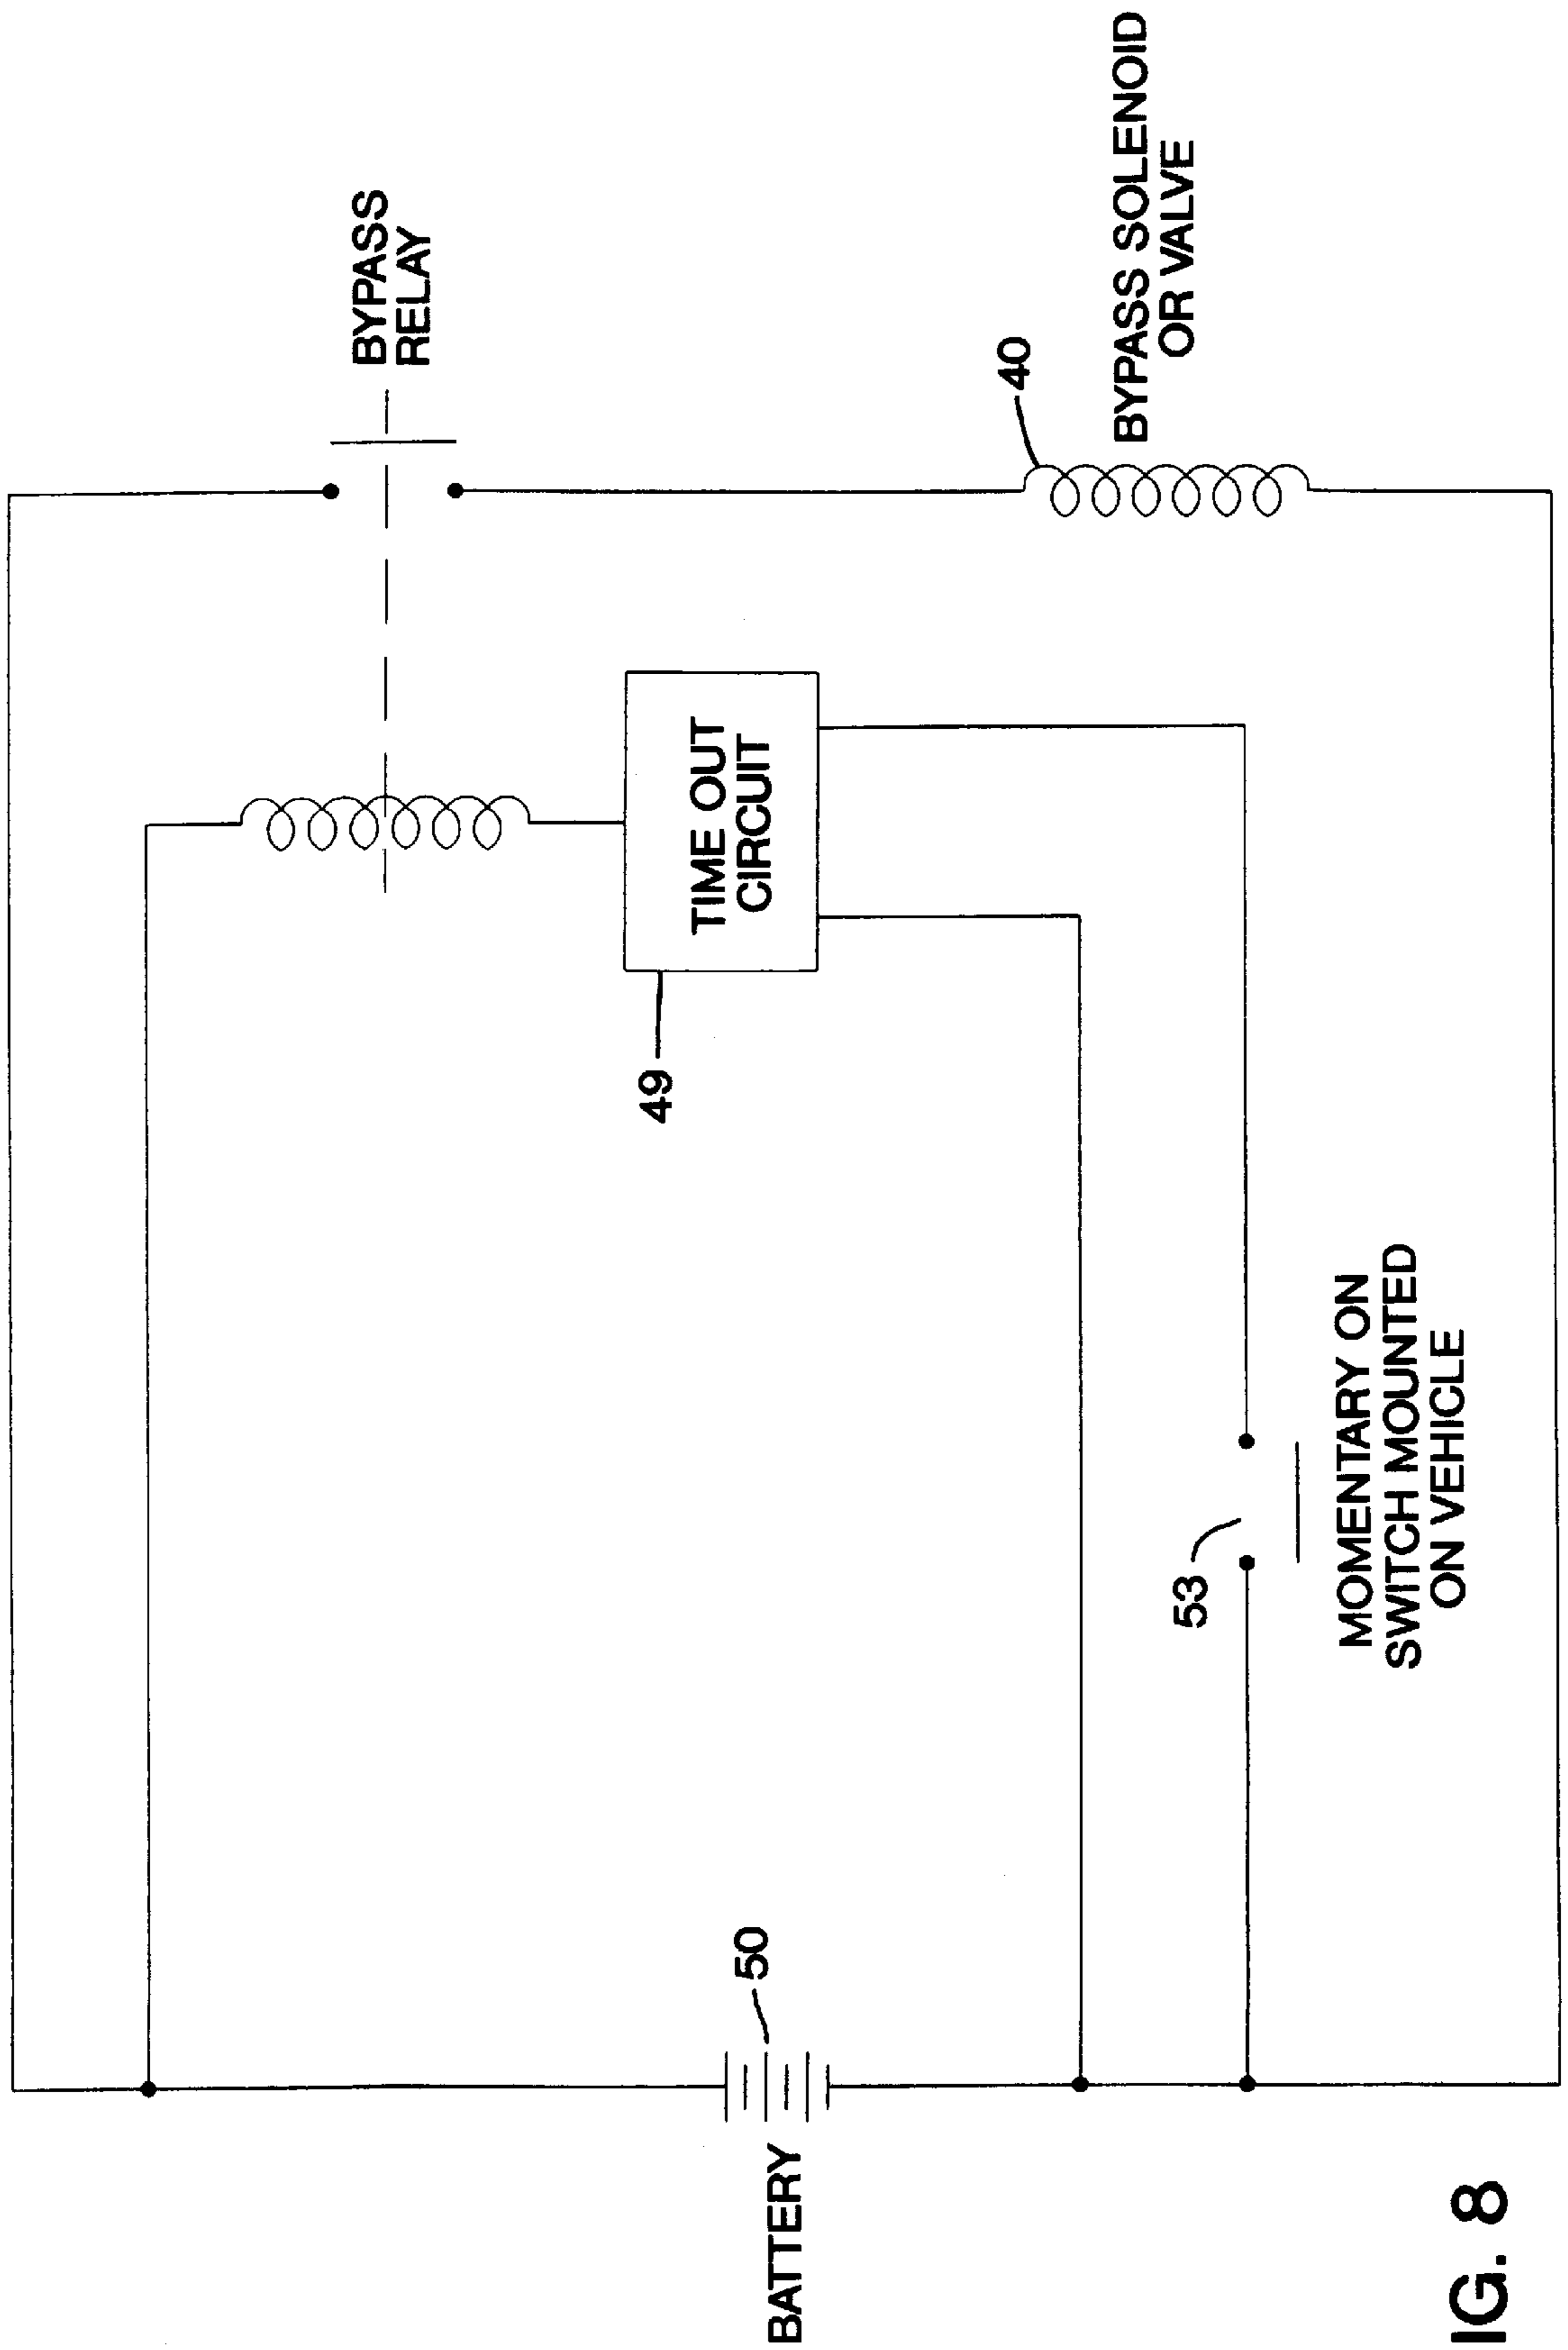 BYPASS
RELAY
40
BYPASS SOLENOID
OR VALVE
TIME OUT
CIRCUIT
49
50
BATTERY
53
MOMENTARY ON
SWITCH MOUNTED
ON VEHICLE
IG. 8